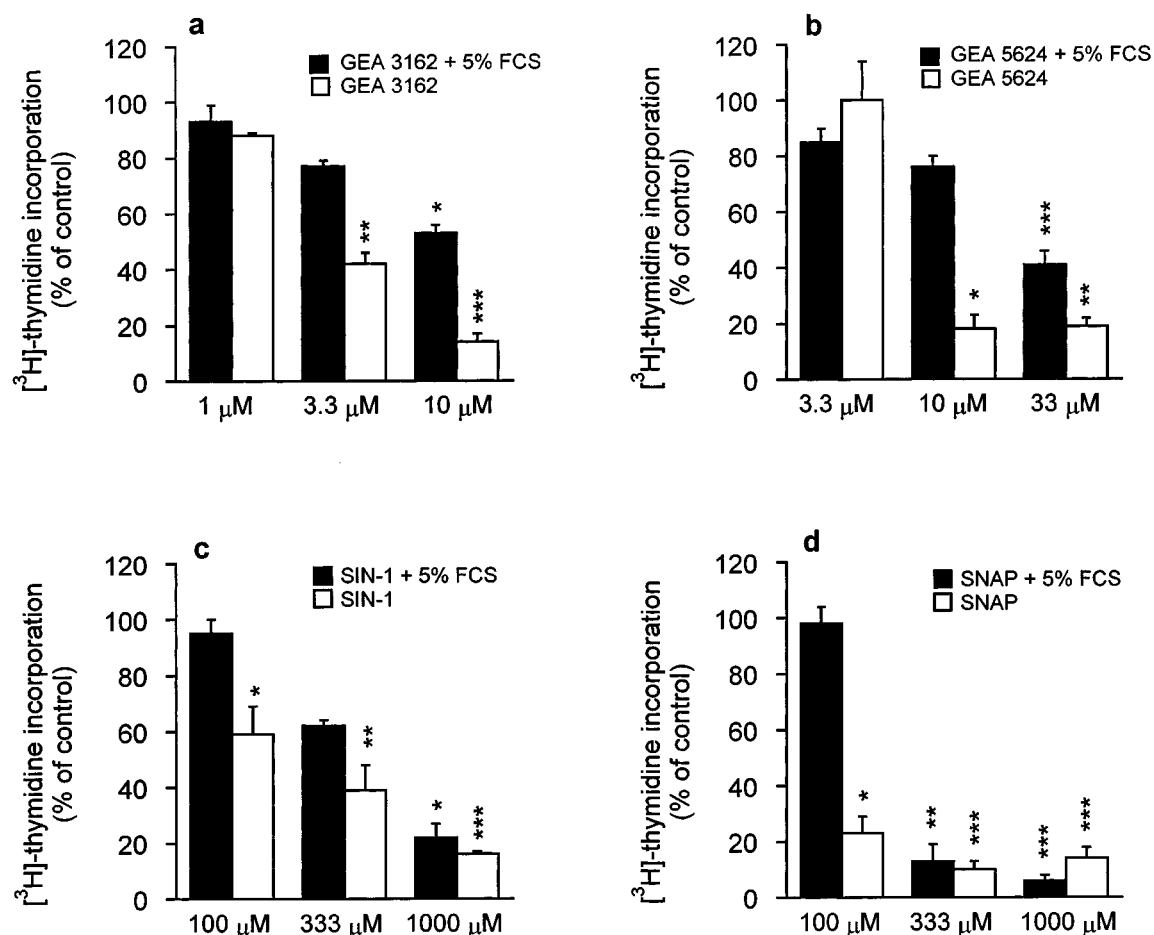 a
120
100
80
60
40
20
0
[³H]-thymidine incorporation
(% of control)
GEA 3162 + 5% FCS
GEA 3162
**
*
***
1 µM 3.3 µM 10 µM
b
120
100
80
60
40
20
0
[³H]-thymidine incorporation
(% of control)
GEA 5624 + 5% FCS
GEA 5624
*
***
**
3.3 µM 10 µM 33 µM
c
120
100
80
60
40
20
0
[³H]-thymidine incorporation
(% of control)
SIN-1 + 5% FCS
SIN-1
*
**
*
***
100 µM 333 µM 1000 µM
d
120
100
80
60
40
20
0
[³H]-thymidine incorporation
(% of control)
SNAP + 5% FCS
SNAP
*
**
***
***
***
100 µM 333 µM 1000 µM